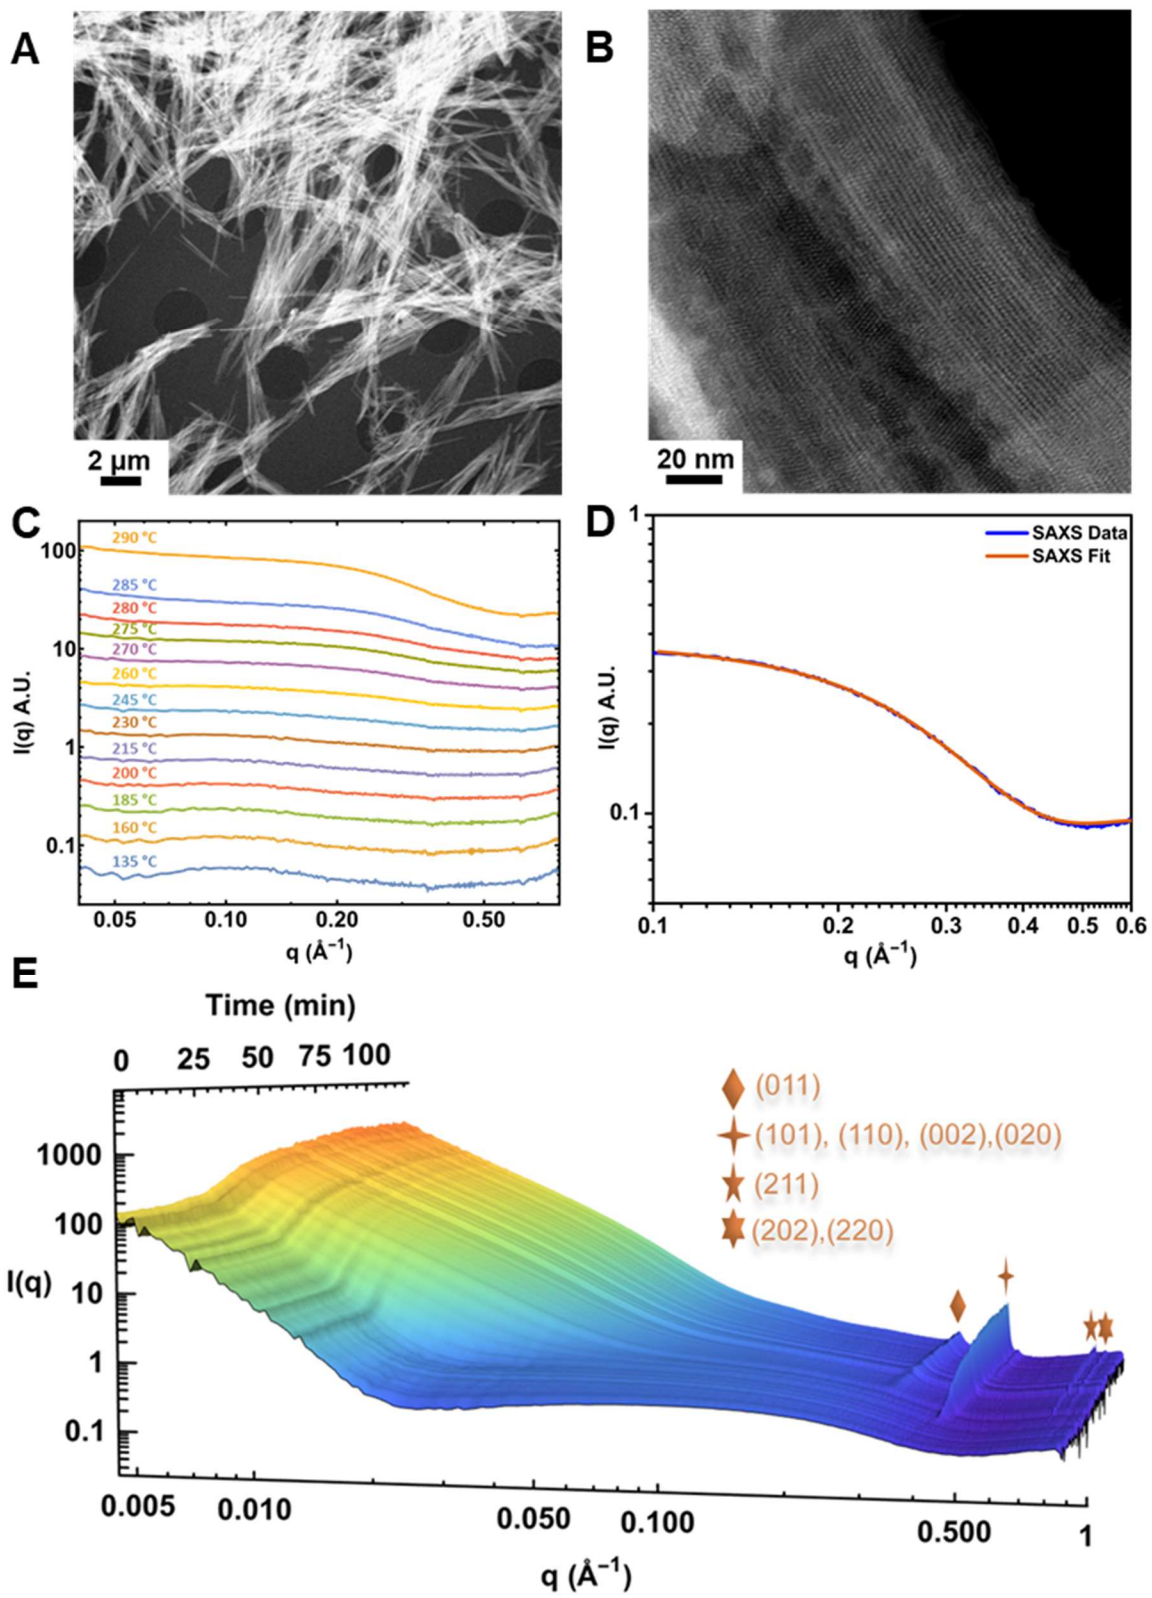 A
B
2 µm
20 nm
C
D
290 °C
285 °C
280 °C
275 °C
270 °C
260 °C
245 °C
230 °C
215 °C
200 °C
185 °C
160 °C
135 °C
100
10
1
0.1
I(q) A.U.
0.05 0.10 0.20 0.50
q (Å⁻¹)
SAXS Data
SAXS Fit
1
0.1
I(q) A.U.
0.1 0.2 0.3 0.4 0.5 0.6
q (Å⁻¹)
E
Time (min)
0 25 50 75 100
(011)
(101), (110), (002),(020)
(211)
(202),(220)
1000
100
10
1
0.1
I(q)
0.005 0.010 0.050 0.100 0.500 1
q (Å⁻¹)